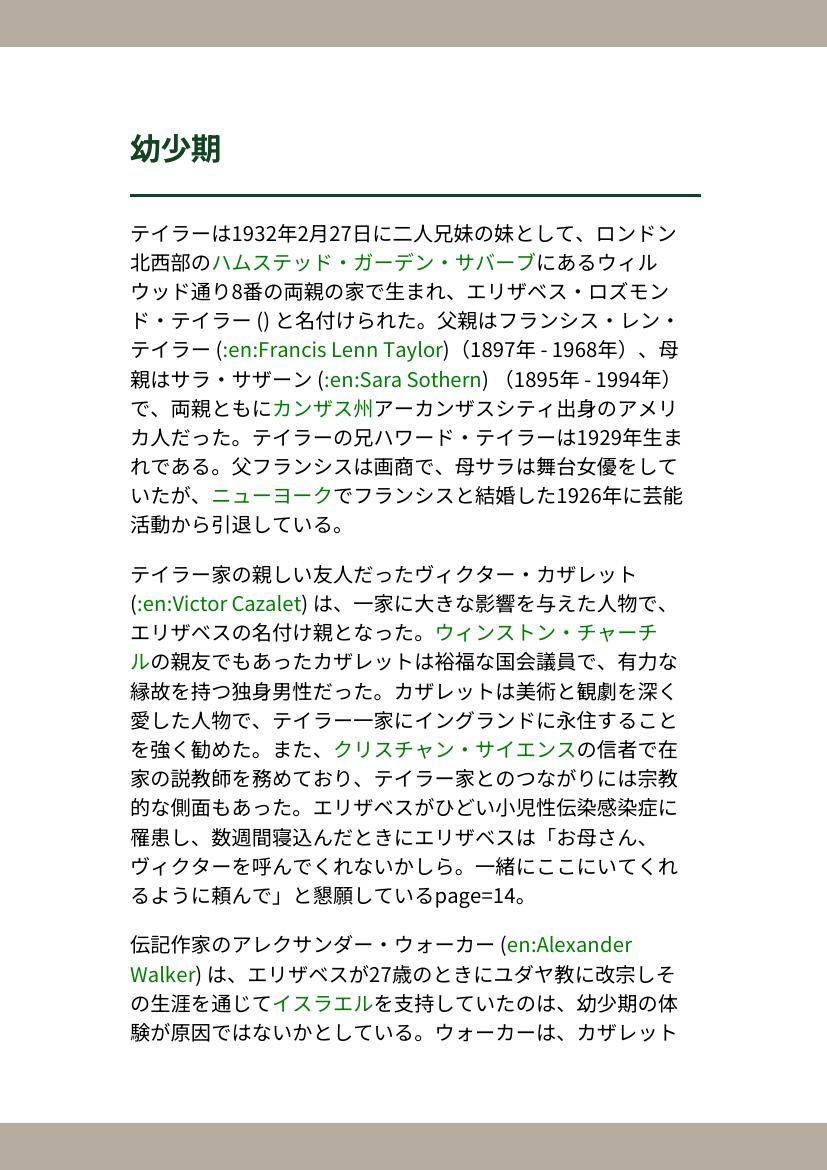 幼少期
テイラーは1932年2月27日に二人兄妹の妹として、ロンドン
北西部のハムステッド・ガーデン・サバーブにあるウィル
ウッド通り8番の両親の家で生まれ、エリザベス・ロズモン
ド・テイラー () と名付けられた。父親はフランシス・レン・
テイラー (:en:Francis Lenn Taylor)（1897年 - 1968年）、母
親はサラ・サザーン (:en:Sara Sothern) （1895年 - 1994年）
で、両親ともにカンザス州アーカンザスシティ出身のアメリ
カ人だった。テイラーの兄ハワード・テイラーは1929年生ま
れである。父フランシスは画商で、母サラは舞台女優をして
いたが、ニューヨークでフランシスと結婚した1926年に芸能
活動から引退している。
テイラー家の親しい友人だったヴィクター・カザレット
(:en:Victor Cazalet) は、一家に大きな影響を与えた人物で、
エリザベスの名付け親となった。ウィンストン・チャーチ
ルの親友でもあったカザレットは裕福な国会議員で、有力な
縁故を持つ独身男性だった。カザレットは美術と観劇を深く
愛した人物で、テイラー一家にイングランドに永住すること
を強く勧めた。また、クリスチャン・サイエンスの信者で在
家の説教師を務めており、テイラー家とのつながりには宗教
的な側面もあった。エリザベスがひどい小児性伝染感染症に
罹患し、数週間寝込んだときにエリザベスは「お母さん、
ヴィクターを呼んでくれないかしら。一緒にここにいてくれ
るように頼んで」と懇願しているpage=14。
伝記作家のアレクサンダー・ウォーカー (en:Alexander
Walker) は、エリザベスが27歳のときにユダヤ教に改宗しそ
の生涯を通じてイスラエルを支持していたのは、幼少期の体
験が原因ではないかとしている。ウォーカーは、カザレット